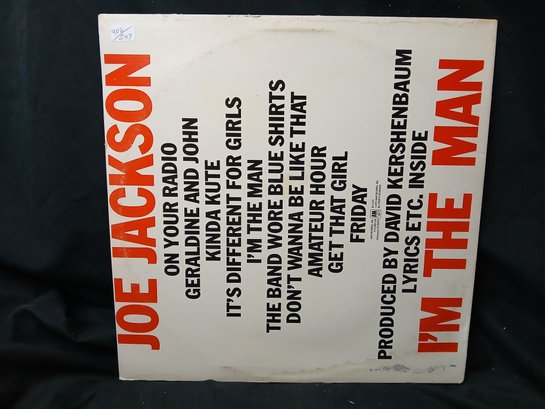 JOE JACKSON
ON YOUR RADIO
GERALDINE AND JOHN
KINDA KUTE
IT'S DIFFERENT FOR GIRLS
I'M THE MAN
THE BAND WORE BLUE SHIRTS
DON'T WANNA BE LIKE THAT
AMATEUR HOUR
GET THAT GIRL
FRIDAY
PRODUCED BY DAVID KERSHENBAUM
LYRICS ETC. INSIDE
I'M THE MAN